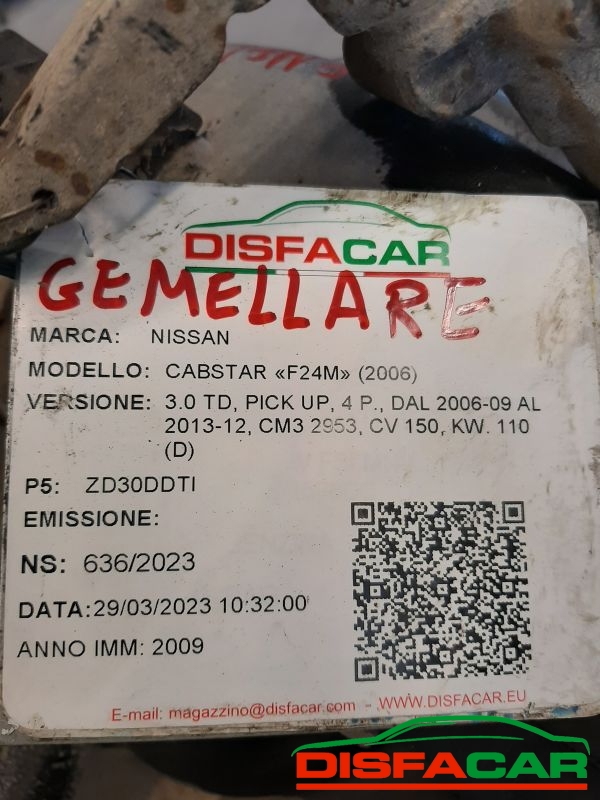 DISFACAR
GEMELLARE
MARCA: NISSAN
MODELLO: CABSTAR «F24M» (2006)
VERSIONE: 3.0 TD, PICK UP, 4 P., DAL 2006-09 AL
2013-12, CM3 2953, CV 150, KW. 110
(D)
P5: ZD30DDTI
EMISSIONE:
NS: 636/2023
DATA:29/03/2023 10:32:00
ANNO IMM: 2009
E-mail: magazzino@disfacar.com - WWW.DISFACAR.EU
DISFACAR